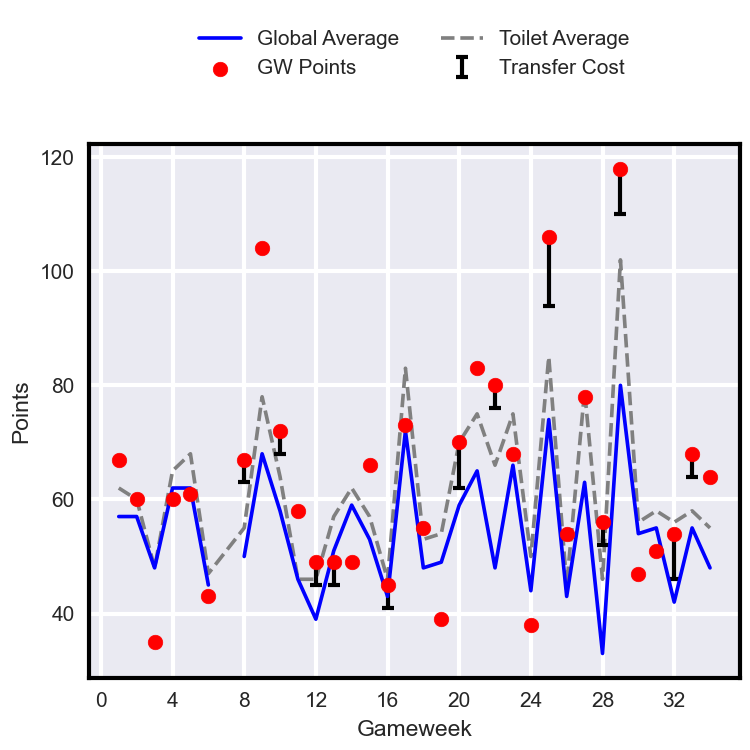 Global Average
Toilet Average
GW Points
Transfer Cost
120
100
80
60
40
Points
0 4 8 12 16 20 24 28 32
Gameweek